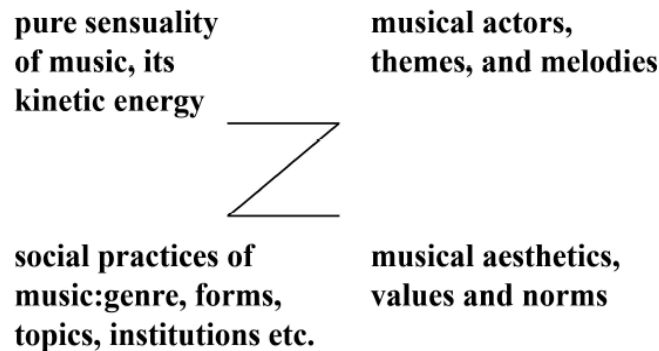 pure sensuality
of music, its
kinetic energy
musical actors,
themes, and melodies
social practices of
music:genre, forms,
topics, institutions etc.
musical aesthetics,
values and norms